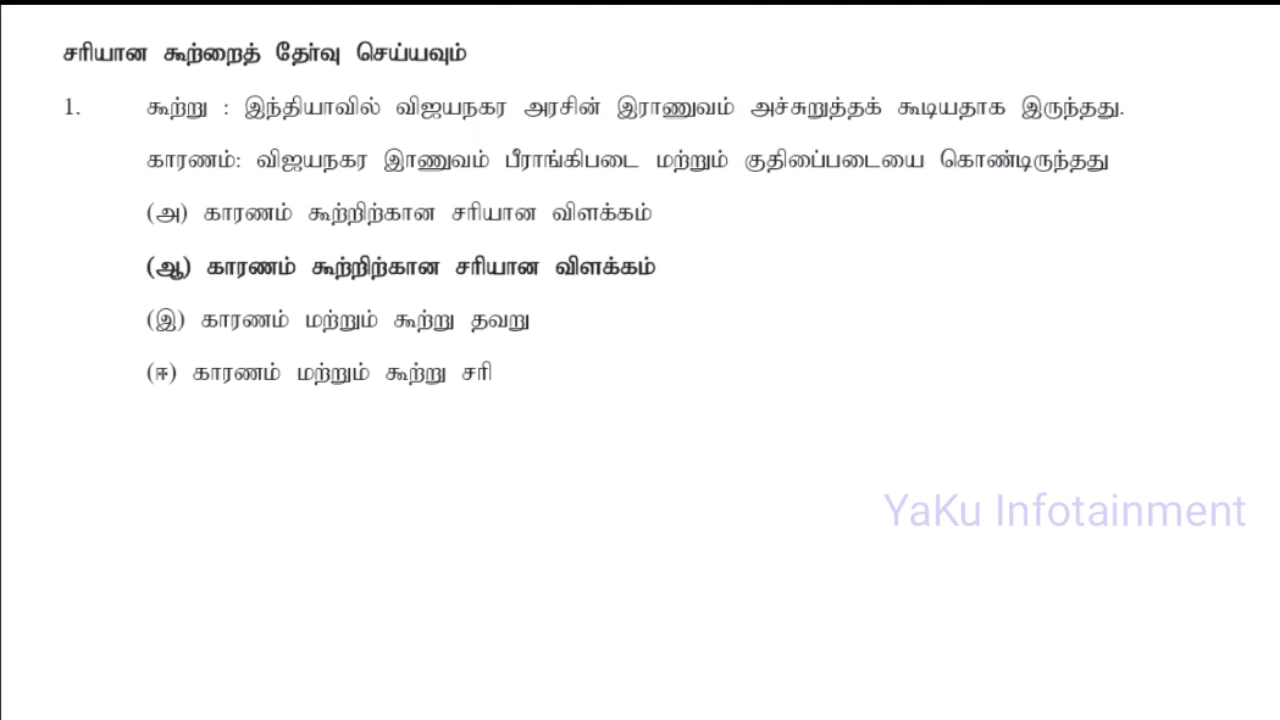 சரியான கூற்றைத் தேர்வு செய்யவும்
1. கூற்று : இந்தியாவில் விஜயநகர அரசின் இராணுவம் அச்சுறுத்தக் கூடியதாக இருந்தது.
காரணம்: விஜயநகர இாணுவம் பீராங்கிபடை மற்றும் குதிப்படையை கொண்டிருந்தது
(அ) காரணம் கூற்றிற்கான சரியான விளக்கம்
(ஆ) காரணம் கூற்றிற்கான சரியான விளக்கம்
(இ) காரணம் மற்றும் கூற்று தவறு
(ஈ) காரணம் மற்றும் கூற்று சரி
YaKu Infotainment